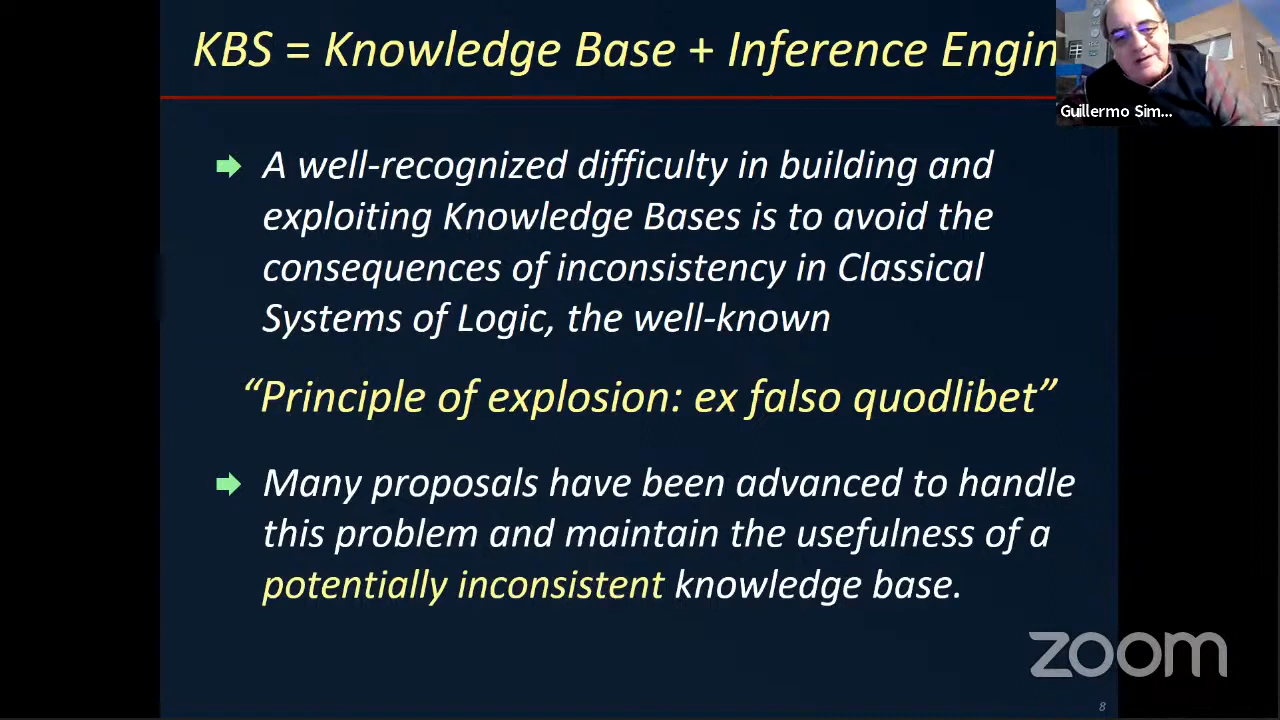 KBS = Knowledge Base + Inference Engin
Guillermo Sim...
A well-recognized difficulty in building and
exploiting Knowledge Bases is to avoid the
consequences of inconsistency in Classical
Systems of Logic, the well-known
“Principle of explosion: ex falso quodlibet”
Many proposals have been advanced to handle
this problem and maintain the usefulness of a
potentially inconsistent knowledge base.
zoom
8